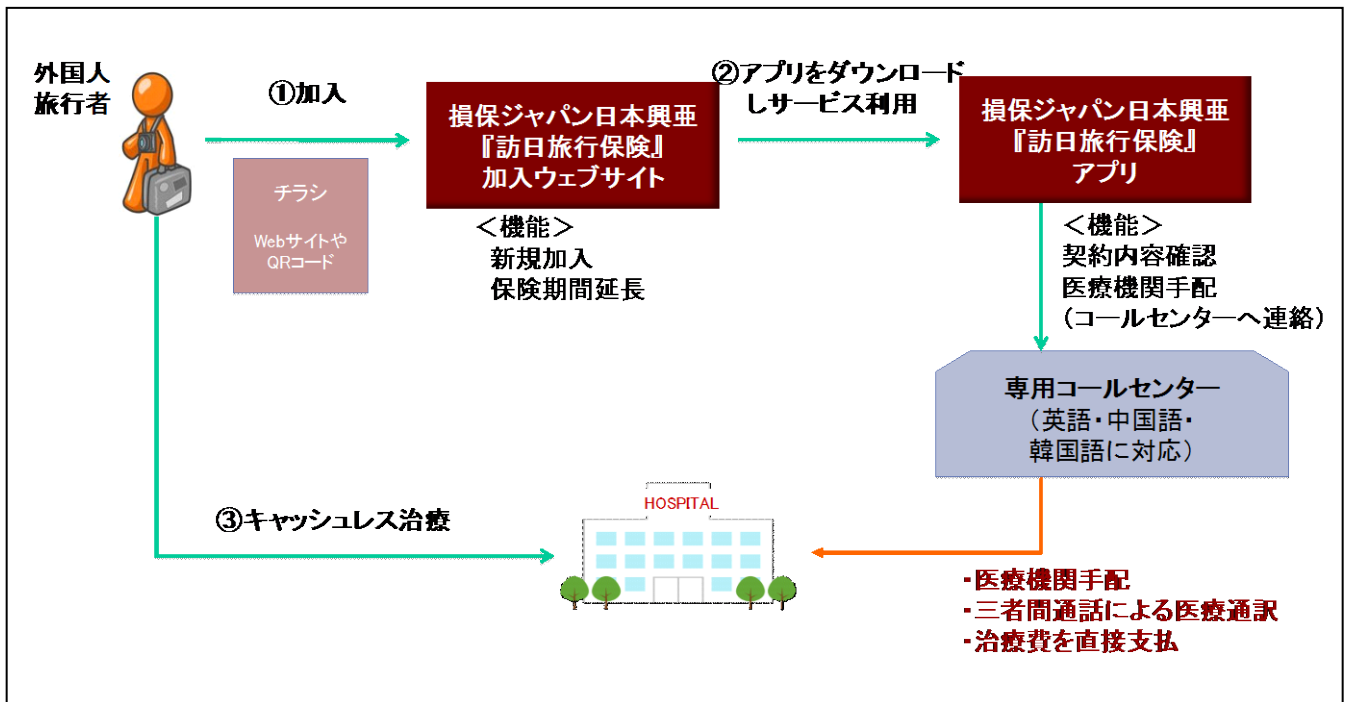 外国人
旅行者
①加入
チラシ
Webサイトや
QRコード
損保ジャパン日本興亜
『訪日旅行保険』
加入ウェブサイト
<機能>
新規加入
保険期間延長
②アプリをダウンロード
しサービス利用
損保ジャパン日本興亜
『訪日旅行保険』
アプリ
<機能>
契約内容確認
医療機関手配
(コールセンターへ連絡)
専用コールセンター
(英語・中国語・
韓国語に対応)
③キャッシュレス治療
HOSPITAL
・医療機関手配
・三者間通話による医療通訳
・治療費を直接支払